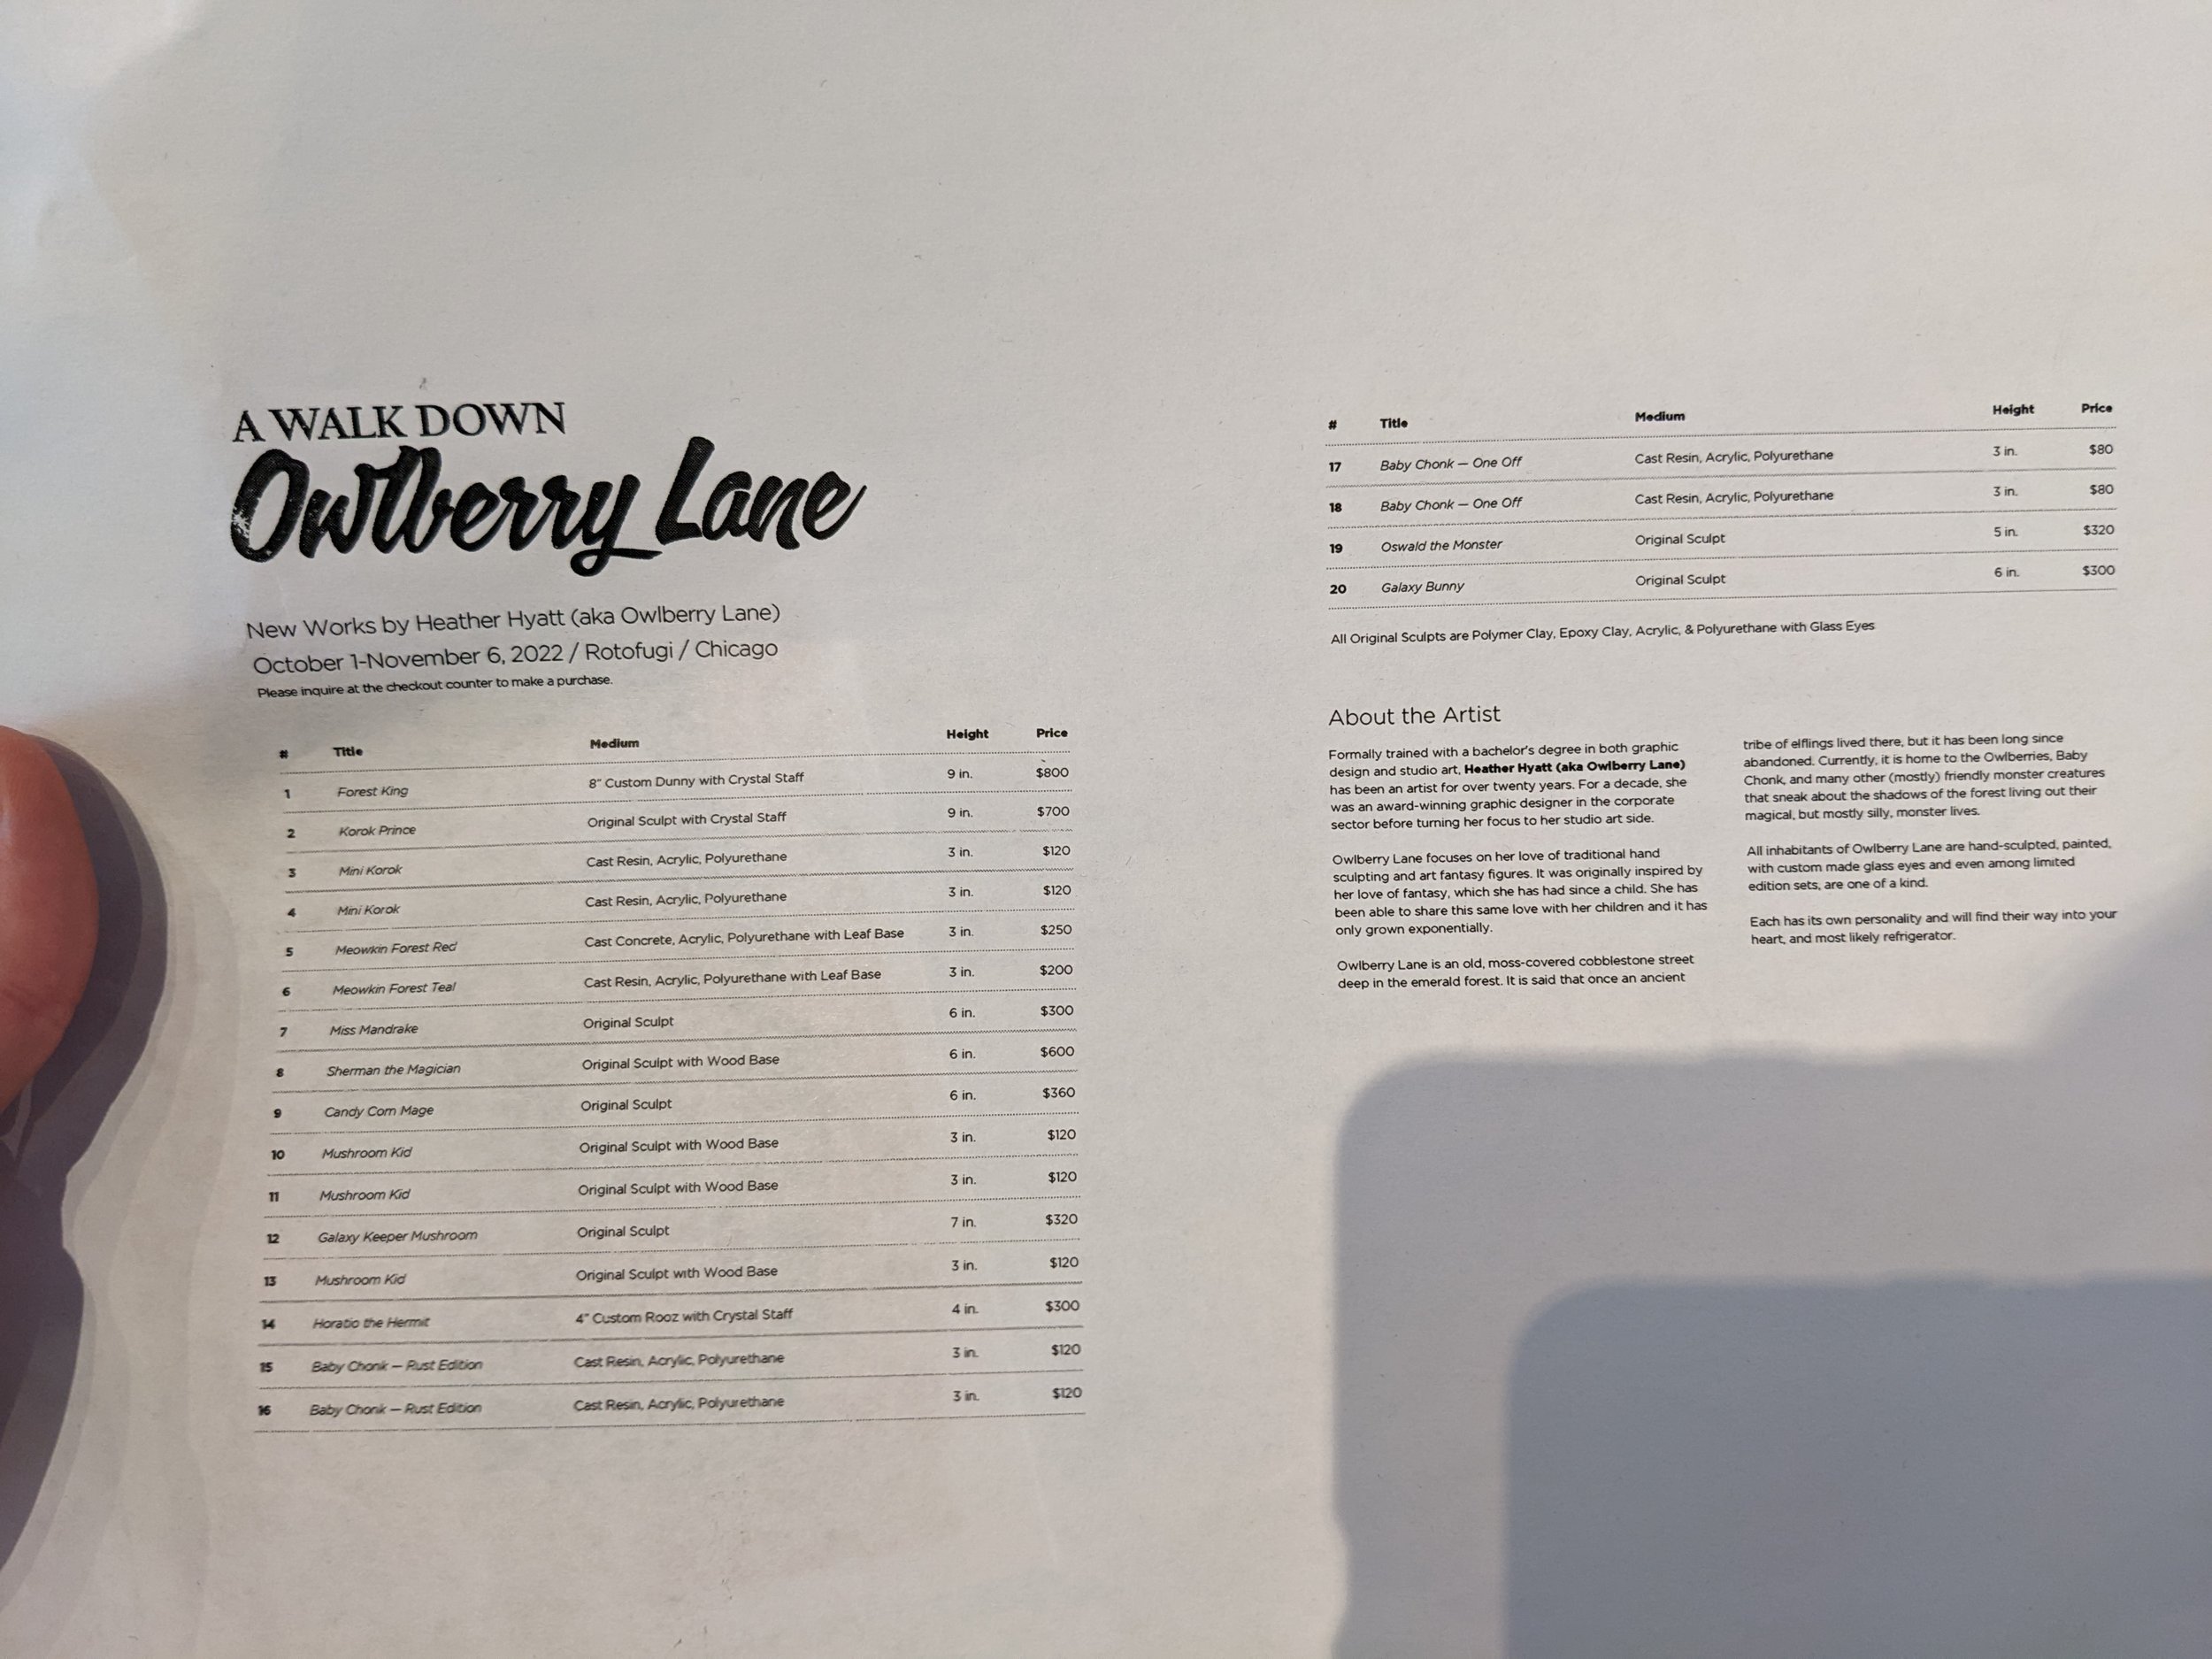 A WALK DOWN
Owlberry Lane
New Works by Heather Hyatt (aka Owlberry Lane)
October 1-November 6, 2022 / Rotofugi / Chicago
Please inquire at the checkout counter to make a purchase.
# Title Medium Height Price
1 Forest King 8" Custom Dunny with Crystal Staff 9 in. $800
2 Korok Prince Original Sculpt with Crystal Staff 9 in. $700
3 Mini Korok Cast Resin, Acrylic, Polyurethane 3 in. $120
4 Mini Korok Cast Resin, Acrylic, Polyurethane 3 in. $120
5 Meowkin Forest Red Cast Concrete, Acrylic, Polyurethane with Leaf Base 3 in. $250
6 Meowkin Forest Teal Cast Resin, Acrylic, Polyurethane with Leaf Base 3 in. $200
7 Miss Mandrake Original Sculpt 6 in. $300
8 Sherman the Magician Original Sculpt with Wood Base 6 in. $600
9 Candy Corn Mage Original Sculpt 6 in. $360
10 Mushroom Kid Original Sculpt with Wood Base 3 in. $120
11 Mushroom Kid Original Sculpt with Wood Base 3 in. $120
12 Galaxy Keeper Mushroom Original Sculpt 7 in. $320
13 Mushroom Kid Original Sculpt with Wood Base 3 in. $120
14 Horatio the Hermit 4" Custom Rooz with Crystal Staff 4 in. $300
15 Baby Chonk — Rust Edition Cast Resin, Acrylic, Polyurethane 3 in. $120
16 Baby Chonk — Rust Edition Cast Resin, Acrylic, Polyurethane 3 in. $120
# Title Medium Height Price
17 Baby Chonk — One Off Cast Resin, Acrylic, Polyurethane 3 in. $80
18 Baby Chonk — One Off Cast Resin, Acrylic, Polyurethane 3 in. $80
19 Oswald the Monster Original Sculpt 5 in. $320
20 Galaxy Bunny Original Sculpt 6 in. $300
All Original Sculpts are Polymer Clay, Epoxy Clay, Acrylic, & Polyurethane with Glass Eyes
About the Artist
Formally trained with a bachelor's degree in both graphic
design and studio art, Heather Hyatt (aka Owlberry Lane)
has been an artist for over twenty years. For a decade, she
was an award-winning graphic designer in the corporate
sector before turning her focus to her studio art side.
Owlberry Lane focuses on her love of traditional hand
sculpting and art fantasy figures. It was originally inspired by
her love of fantasy, which she has had since a child. She has
been able to share this same love with her children and it has
only grown exponentially.
Owlberry Lane is an old, moss-covered cobblestone street
deep in the emerald forest. It is said that once an ancient
tribe of elflings lived there, but it has been long since
abandoned. Currently, it is home to the Owlberries, Baby
Chonk, and many other (mostly) friendly monster creatures
that sneak about the shadows of the forest living out their
magical, but mostly silly, monster lives.
All inhabitants of Owlberry Lane are hand-sculpted, painted,
with custom made glass eyes and even among limited
edition sets, are one of a kind.
Each has its own personality and will find their way into your
heart, and most likely refrigerator.